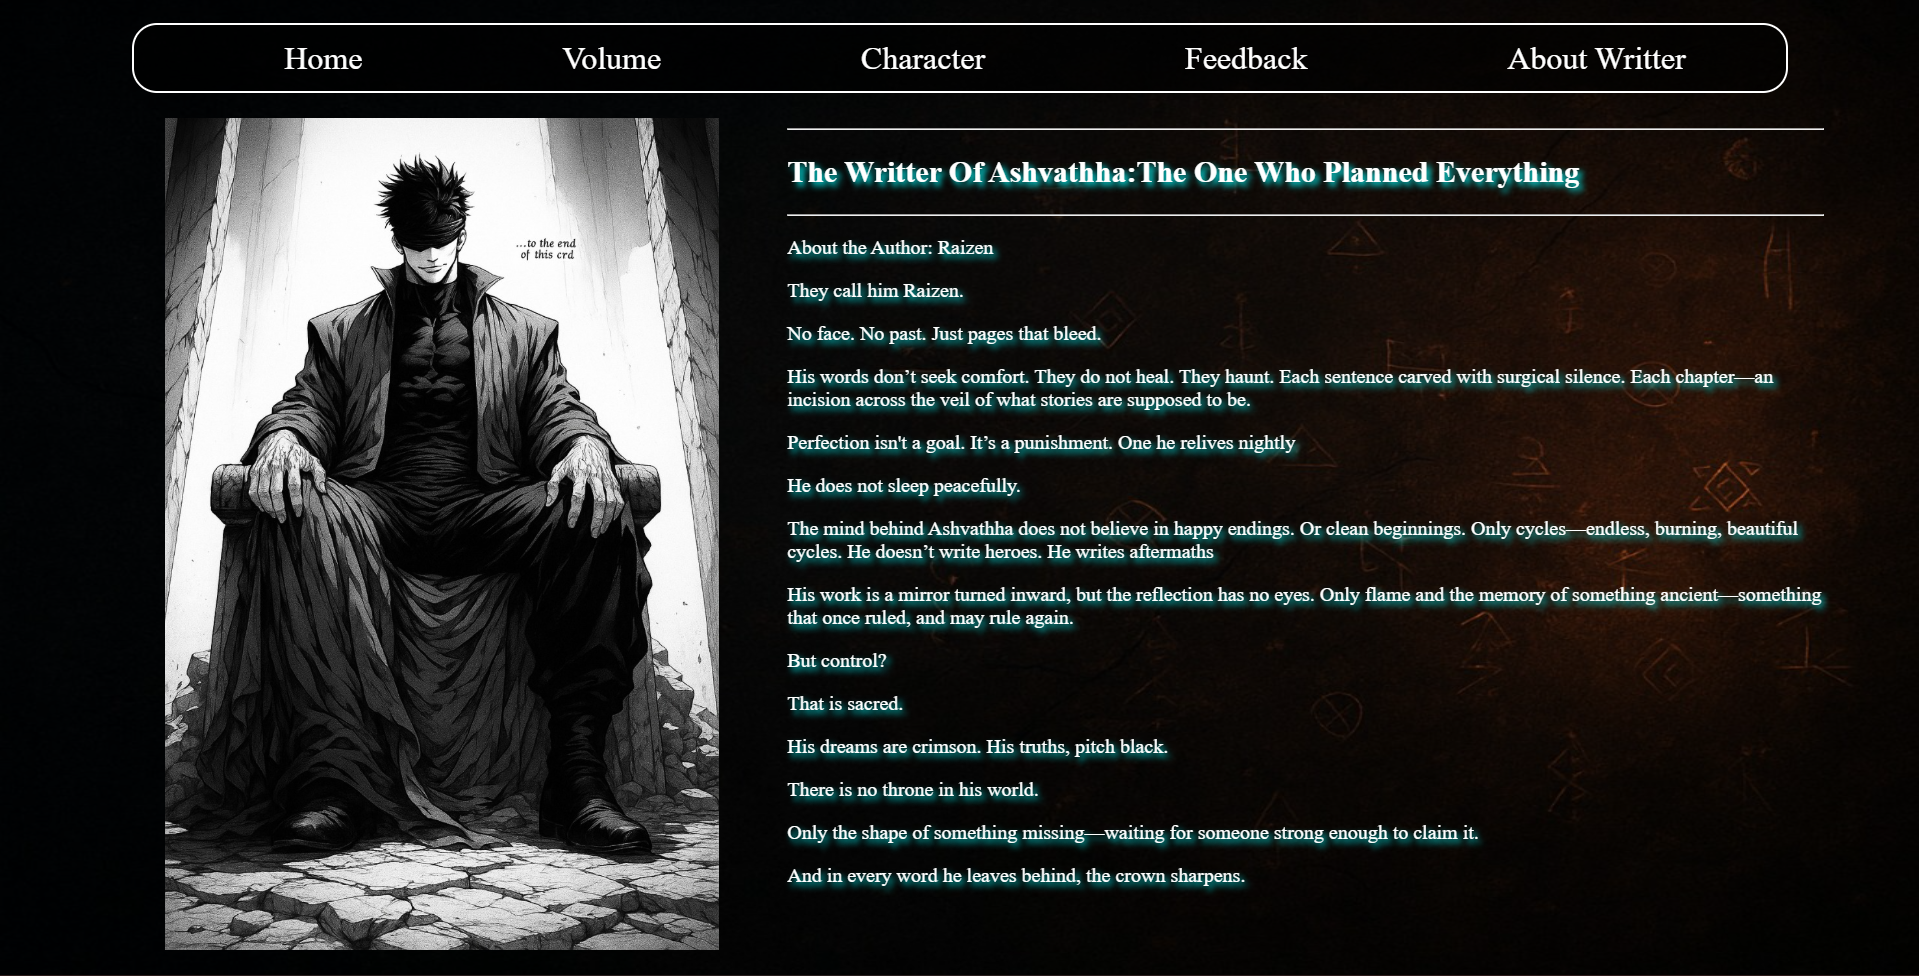 Home Volume Character Feedback About Writter
...to the end
of this crd
The Writter Of Ashvathha:The One Who Planned Everything
About the Author: Raizen
They call him Raizen.
No face. No past. Just pages that bleed.
His words don’t seek comfort. They do not heal. They haunt. Each sentence carved with surgical silence. Each chapter—an
incision across the veil of what stories are supposed to be.
Perfection isn't a goal. It’s a punishment. One he relives nightly
He does not sleep peacefully.
The mind behind Ashvathha does not believe in happy endings. Or clean beginnings. Only cycles—endless, burning, beautiful
cycles. He doesn’t write heroes. He writes aftermaths
His work is a mirror turned inward, but the reflection has no eyes. Only flame and the memory of something ancient—something
that once ruled, and may rule again.
But control?
That is sacred.
His dreams are crimson. His truths, pitch black.
There is no throne in his world.
Only the shape of something missing—waiting for someone strong enough to claim it.
And in every word he leaves behind, the crown sharpens.